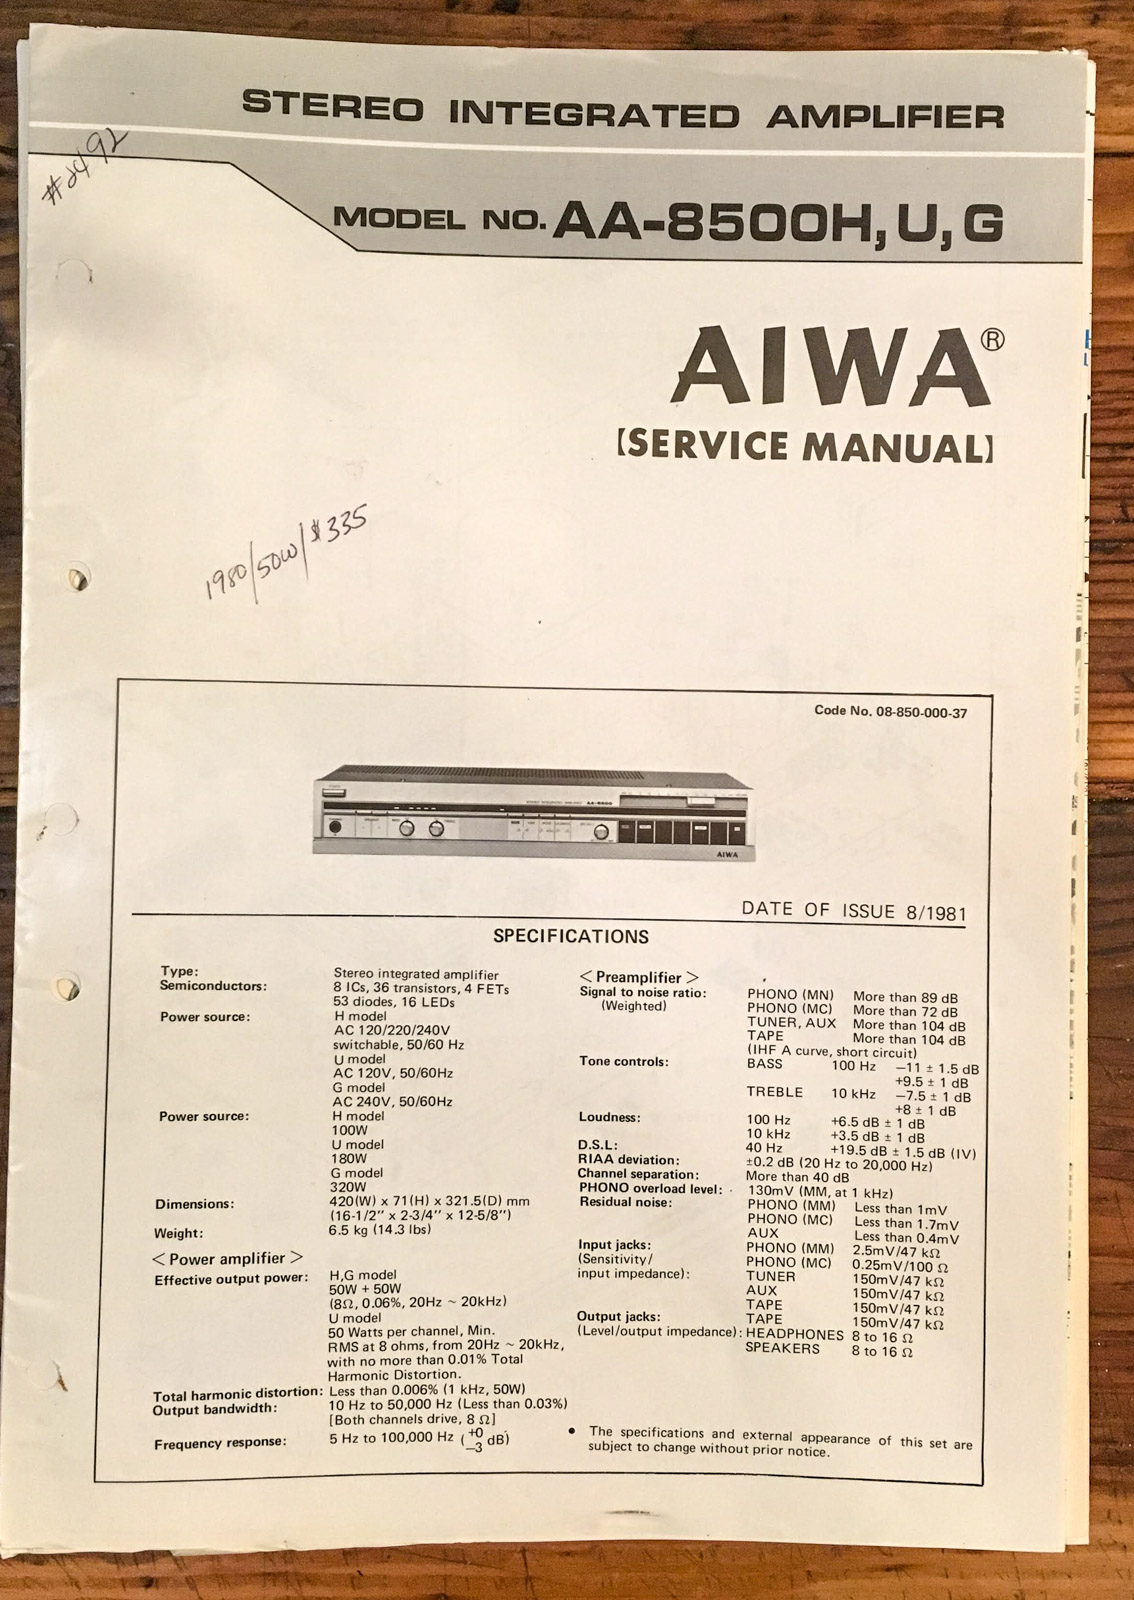 STEREO INTEGRATED AMPLIFIER
#2492
MODEL NO. AA-8500H, U, G
AIWA®
【SERVICE MANUAL】
1980/50W/$335
Code No. 08-850-000-37
AA-8500
AIWA
DATE OF ISSUE 8/1981
SPECIFICATIONS
Type: Stereo integrated amplifier
Semiconductors: 8 ICs, 36 transistors, 4 FETs
53 diodes, 16 LEDs
Power source: H model
AC 120/220/240V
switchable, 50/60 Hz
U model
AC 120V, 50/60Hz
G model
AC 240V, 50/60Hz
Power source: H model
100W
U model
180W
G model
320W
Dimensions: 420(W) x 71(H) x 321.5(D) mm
(16-1/2" x 2-3/4" x 12-5/8")
Weight: 6.5 kg (14.3 lbs)
< Power amplifier >
Effective output power: H,G model
50W + 50W
(8Ω, 0.06%, 20Hz ~ 20kHz)
U model
50 Watts per channel, Min.
RMS at 8 ohms, from 20Hz ~ 20kHz,
with no more than 0.01% Total
Harmonic Distortion.
Total harmonic distortion: Less than 0.006% (1 kHz, 50W)
Output bandwidth: 10 Hz to 50,000 Hz (Less than 0.03%)
[Both channels drive, 8 Ω]
Frequency response: 5 Hz to 100,000 Hz (+0 −3 dB)
< Preamplifier >
Signal to noise ratio: PHONO (MN) More than 89 dB
(Weighted) PHONO (MC) More than 72 dB
TUNER, AUX More than 104 dB
TAPE More than 104 dB
(IHF A curve, short circuit)
Tone controls: BASS 100 Hz −11 ± 1.5 dB
+9.5 ± 1 dB
TREBLE 10 kHz −7.5 ± 1 dB
+8 ± 1 dB
Loudness: 100 Hz +6.5 dB ± 1 dB
10 kHz +3.5 dB ± 1 dB
D.S.L: 40 Hz +19.5 dB ± 1.5 dB (IV)
RIAA deviation: ±0.2 dB (20 Hz to 20,000 Hz)
Channel separation: More than 40 dB
PHONO overload level: 130mV (MM, at 1 kHz)
Residual noise: PHONO (MM) Less than 1mV
PHONO (MC) Less than 1.7mV
AUX Less than 0.4mV
Input jacks: PHONO (MM) 2.5mV/47 kΩ
(Sensitivity/ PHONO (MC) 0.25mV/100 Ω
input impedance): TUNER 150mV/47 kΩ
AUX 150mV/47 kΩ
TAPE 150mV/47 kΩ
Output jacks: TAPE 150mV/47 kΩ
(Level/output impedance): HEADPHONES 8 to 16 Ω
SPEAKERS 8 to 16 Ω
• The specifications and external appearance of this set are
subject to change without prior notice.